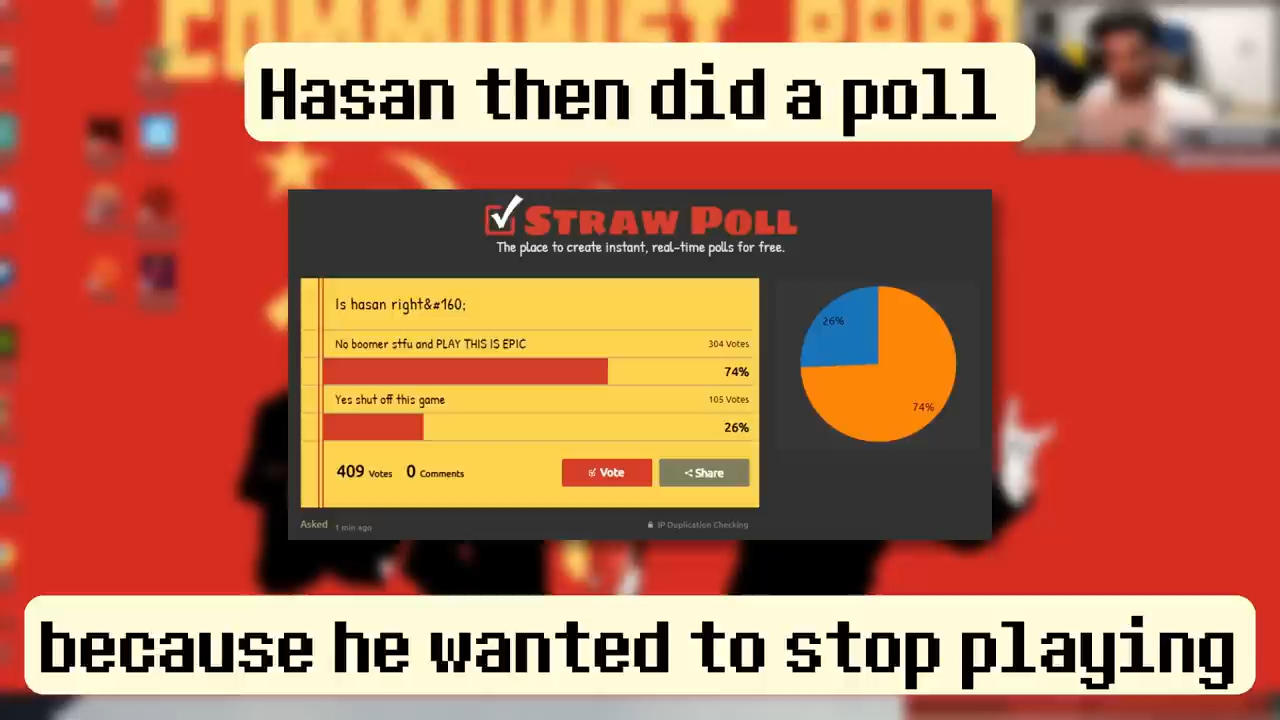 COMMUNIST PART
Hasan then did a poll
STRAW POLL
The place to create instant, real-time polls for free.
Is hasan right&#160;
No boomer stfu and PLAY THIS IS EPIC 304 Votes
74%
Yes shut off this game 105 Votes
26%
409 Votes 0 Comments Vote Share
Asked 1 min ago IP Duplication Checking
26%
74%
because he wanted to stop playing